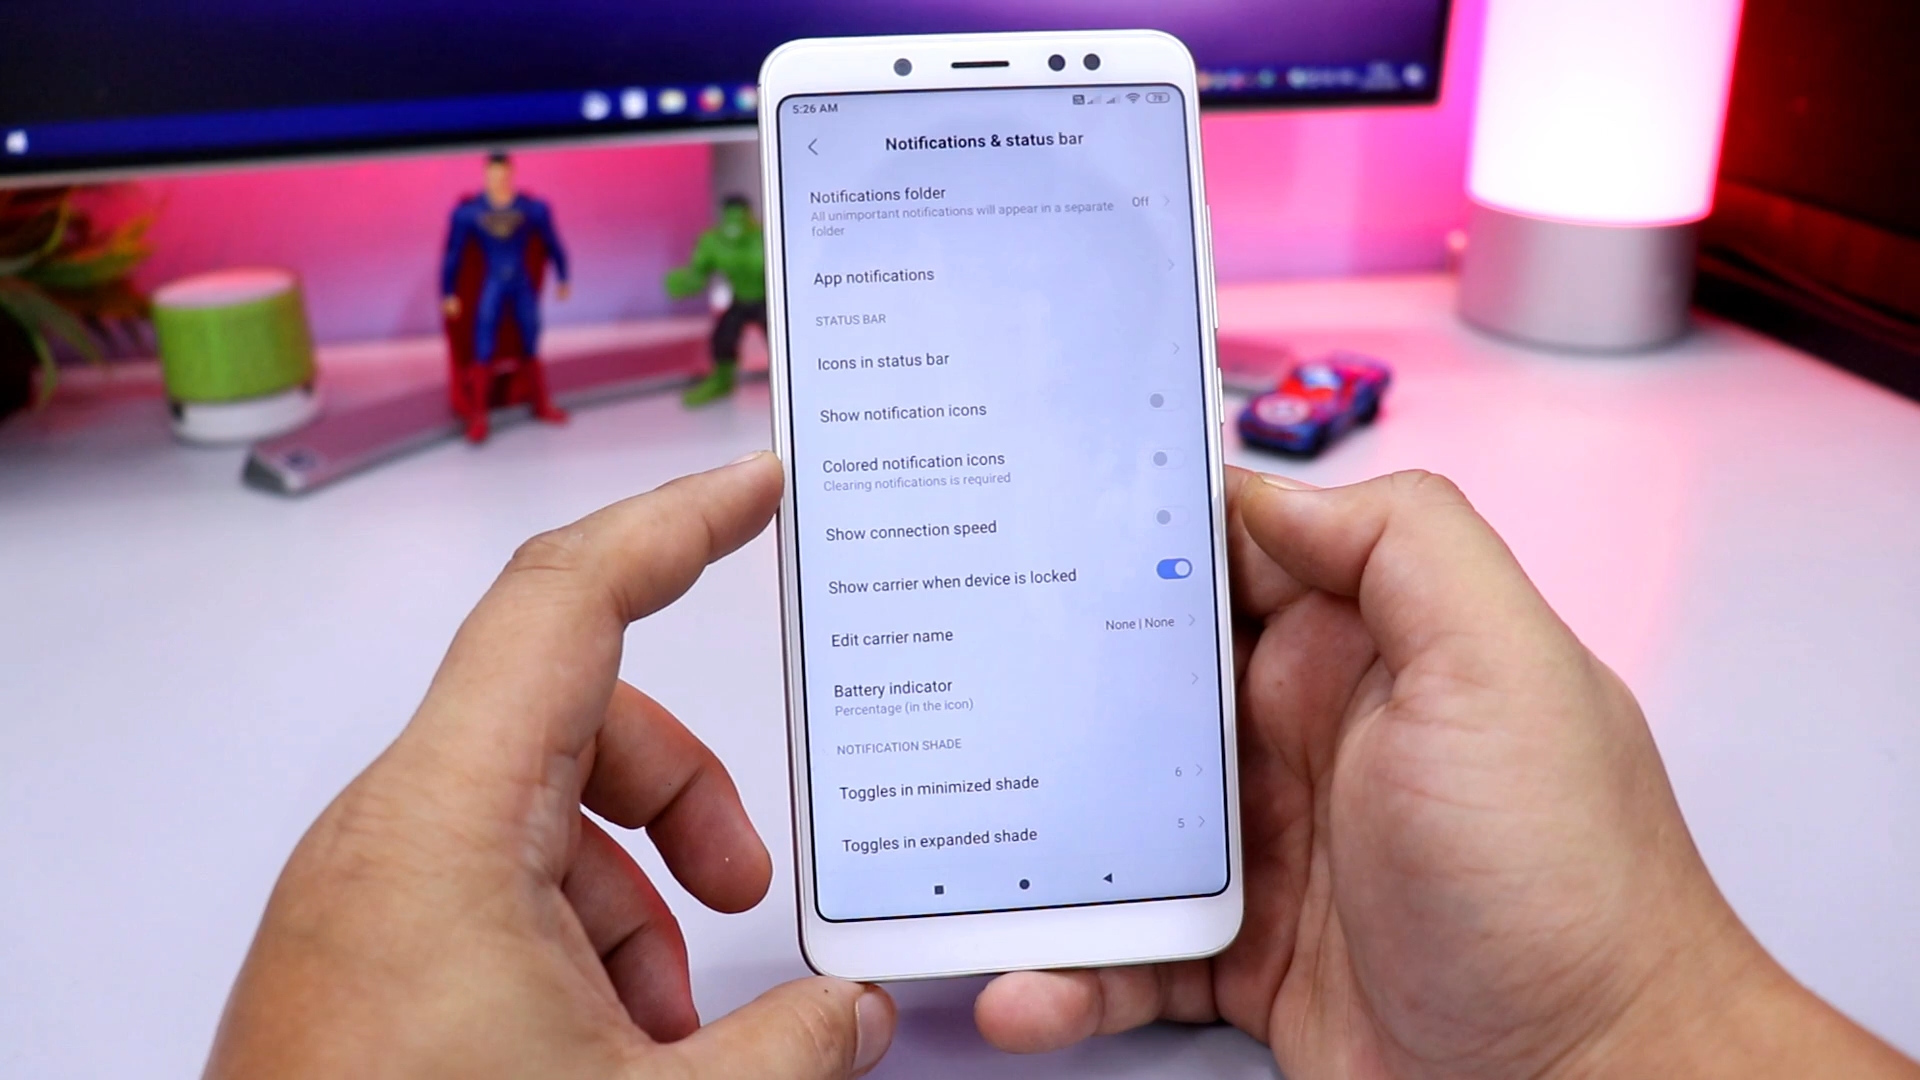 5:26 AM
78
Notifications & status bar
Notifications folder
All unimportant notifications will appear in a separate
folder
Off
App notifications
STATUS BAR
Icons in status bar
Show notification icons
Colored notification icons
Clearing notifications is required
Show connection speed
Show carrier when device is locked
Edit carrier name
None | None
Battery indicator
Percentage (in the icon)
NOTIFICATION SHADE
Toggles in minimized shade
6
Toggles in expanded shade
5